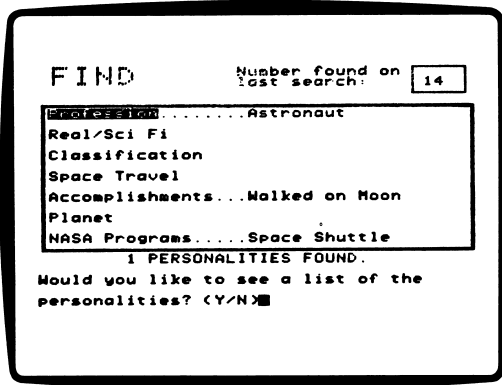 FIND
Number found on
last search:
14
Profession........Astronaut
Real/Sci Fi
Classification
Space Travel
Accomplishments...Walked on Moon
Planet
NASA Programs.....Space Shuttle
1 PERSONALITIES FOUND.
Would you like to see a list of the
personalities? (Y/N)